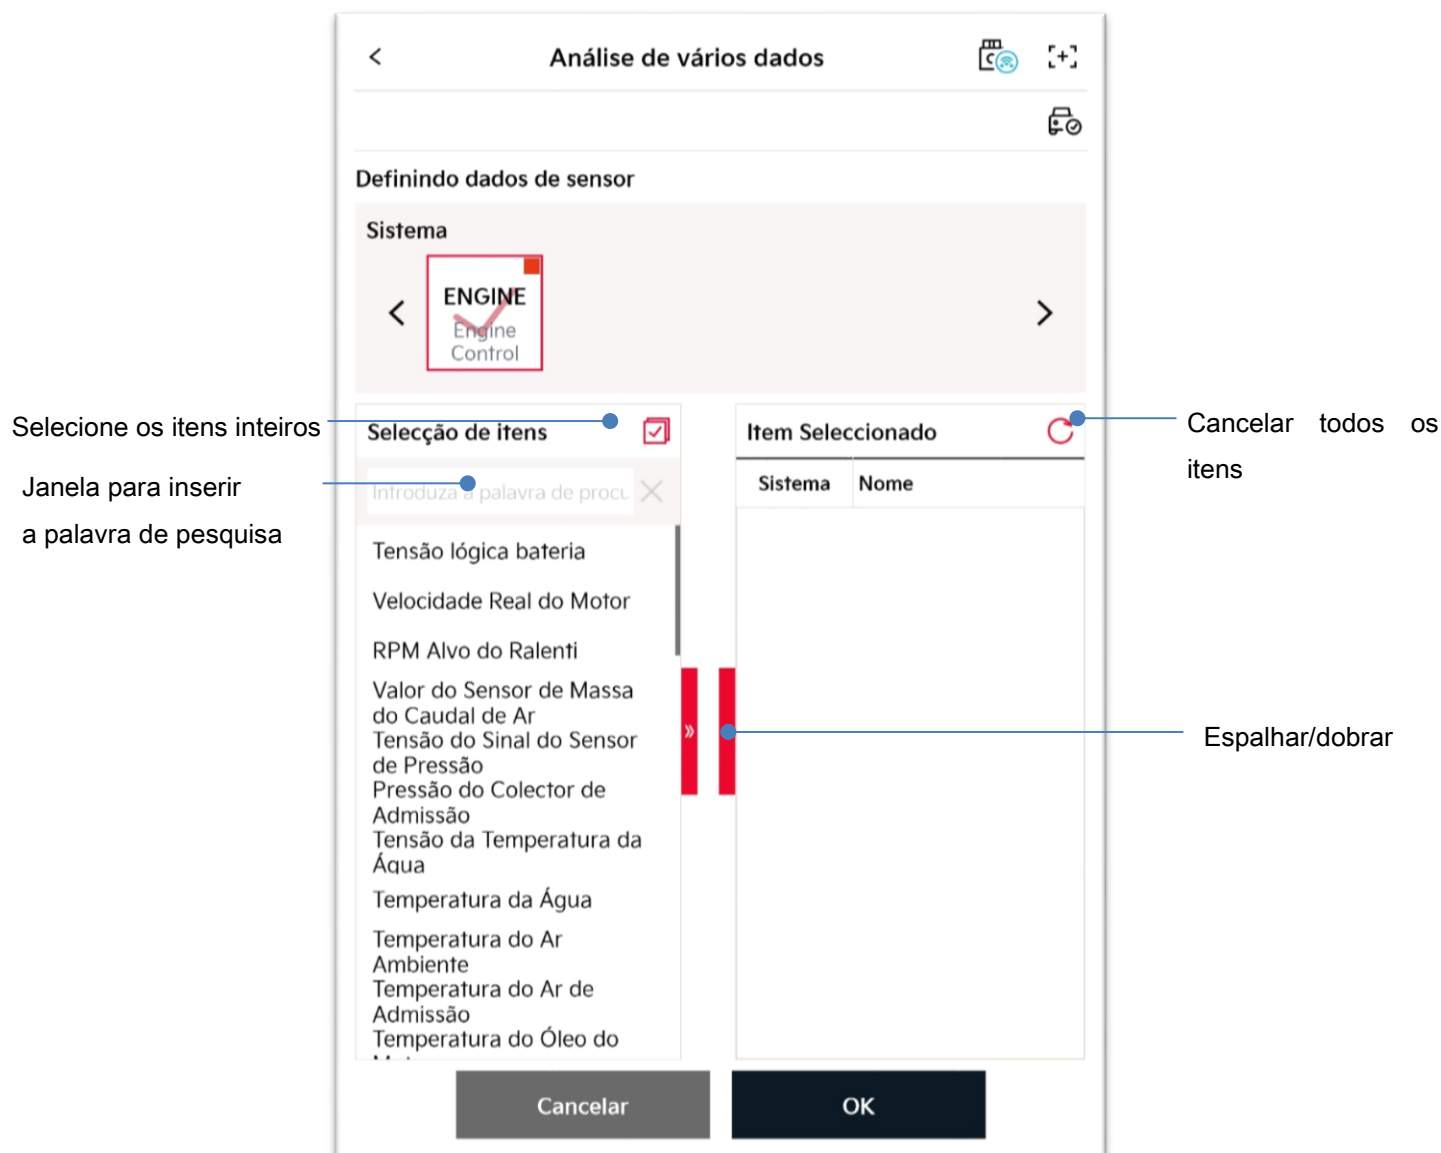 Análise de vários dados
Definindo dados de sensor
Sistema
ENGINE
Engine
Control
Selecione os itens inteiros
Janela para inserir
a palavra de pesquisa
Selecção de itens
Introduza a palavra de procu
Tensão lógica bateria
Velocidade Real do Motor
RPM Alvo do Ralenti
Valor do Sensor de Massa
do Caudal de Ar
Tensão do Sinal do Sensor
de Pressão
Pressão do Colector de
Admissão
Tensão da Temperatura da
Água
Temperatura da Água
Temperatura do Ar
Ambiente
Temperatura do Ar de
Admissão
Temperatura do Óleo do
Item Seleccionado
Sistema Nome
Cancelar todos os
itens
Espalhar/dobrar
Cancelar
OK